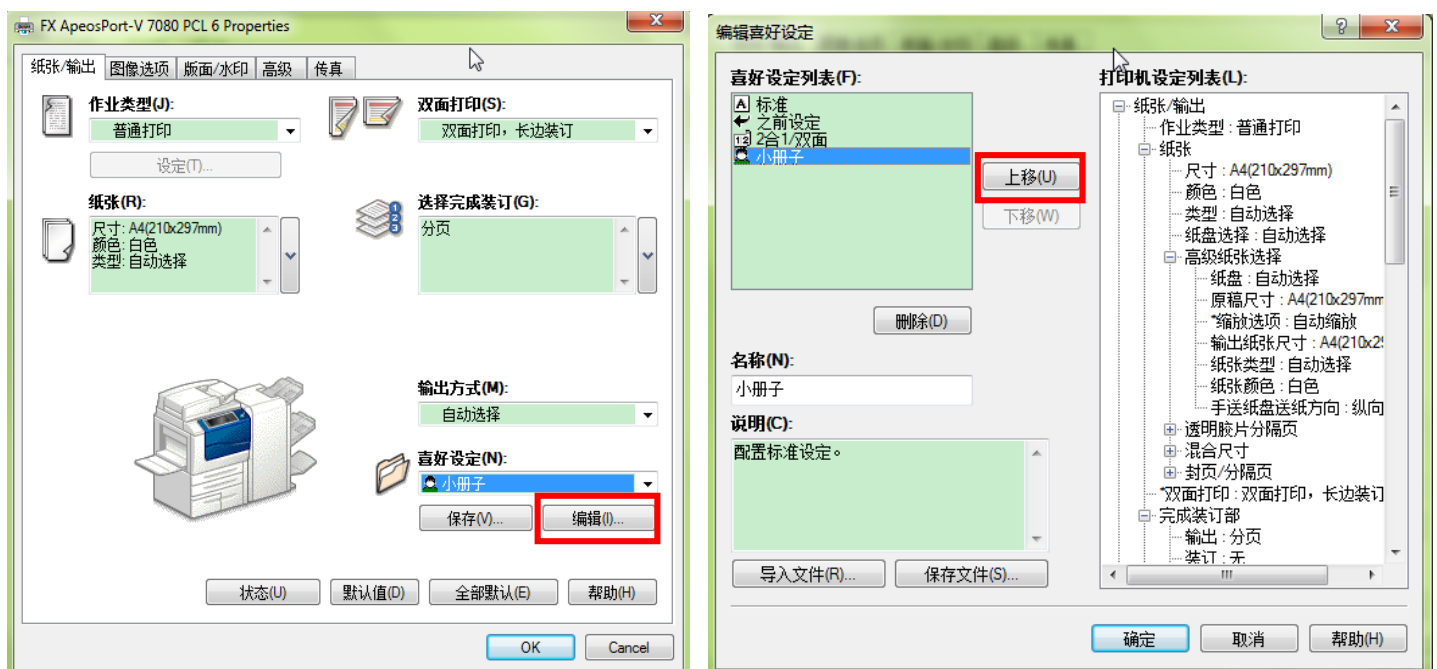 FX ApeosPort-V 7080 PCL 6 Properties
纸张/输出 图像选项 版面/水印 高级 传真
作业类型(J):
普通打印
设定(T)...
双面打印(S):
双面打印，长边装订
纸张(R):
尺寸: A4(210x297mm)
颜色: 白色
类型: 自动选择
选择完成装订(G):
分页
输出方式(M):
自动选择
喜好设定(N):
小册子
保存(V)... 编辑(I)...
状态(U) 默认值(D) 全部默认(E) 帮助(H)
OK Cancel
编辑喜好设定
喜好设定列表(F):
标准
之前设定
2合1/双面
小册子
上移(U)
下移(W)
删除(D)
名称(N):
小册子
说明(C):
配置标准设定。
导入文件(R)... 保存文件(S)...
打印机设定列表(L):
纸张/输出
作业类型 : 普通打印
纸张
尺寸 : A4(210x297mm)
颜色 : 白色
类型 : 自动选择
纸盘选择 : 自动选择
高级纸张选择
纸盘 : 自动选择
原稿尺寸 : A4(210x297mm
*缩放选项 : 自动缩放
输出纸张尺寸 : A4(210x2
纸张类型 : 自动选择
纸张颜色 : 白色
手送纸盘送纸方向 : 纵向
透明胶片分隔页
混合尺寸
封页/分隔页
*双面打印 : 双面打印，长边装订
完成装订部
输出 : 分页
装订 : 无
确定 取消 帮助(H)